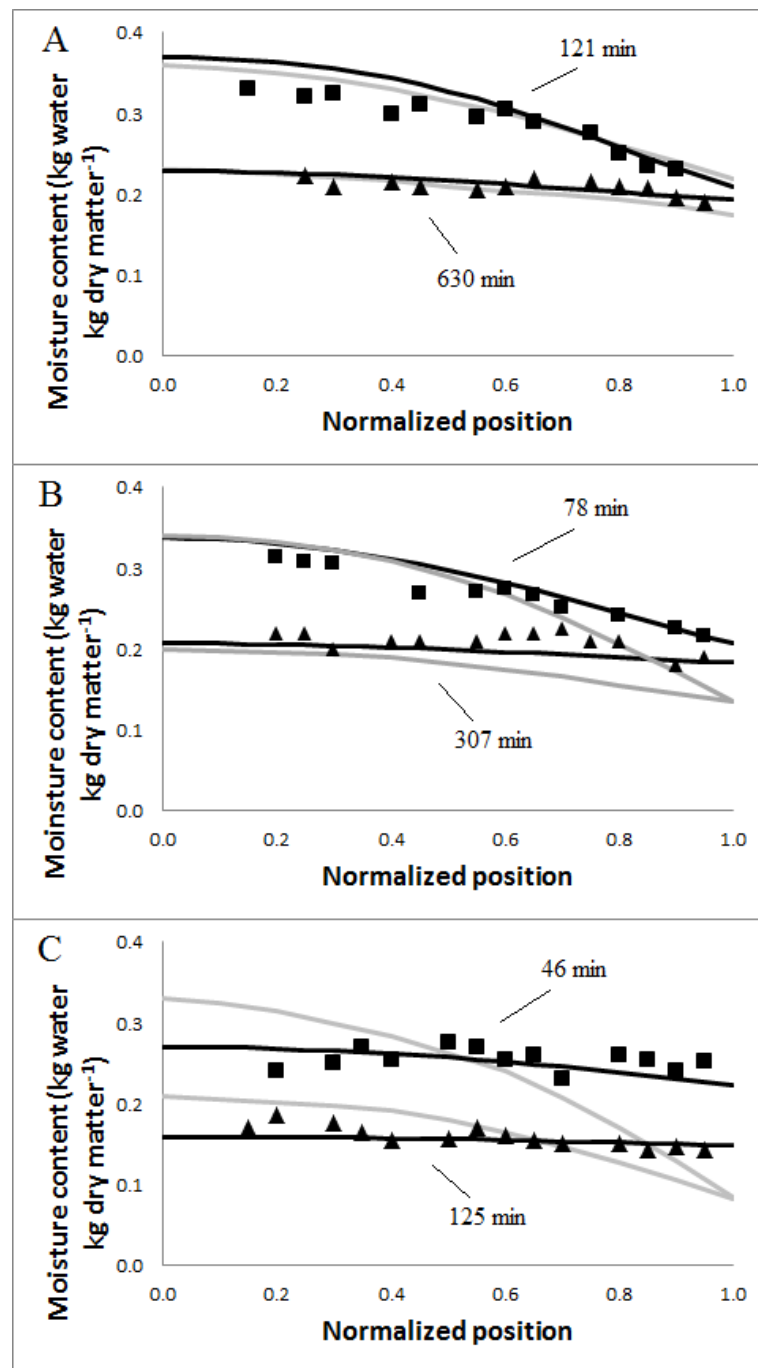 A
0.4
0.3
0.2
0.1
0.0
Moisture content (kg water
kg dry matter⁻¹)
121 min
630 min
0.0 0.2 0.4 0.6 0.8 1.0
Normalized position
B
0.4
0.3
0.2
0.1
0.0
Moinsture content (kg water
kg dry matter⁻¹)
78 min
307 min
0.0 0.2 0.4 0.6 0.8 1.0
Normalized position
C
0.4
0.3
0.2
0.1
0.0
Moisture content (kg water
kg dry matter⁻¹)
46 min
125 min
0.0 0.2 0.4 0.6 0.8 1.0
Normalized position